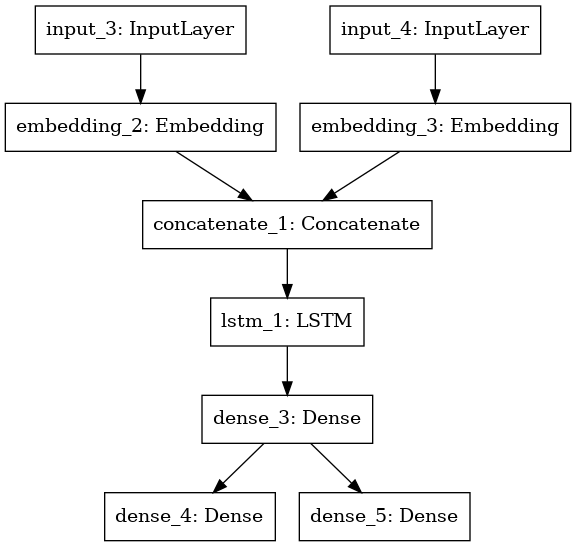 input_3: InputLayer
input_4: InputLayer
embedding_2: Embedding
embedding_3: Embedding
concatenate_1: Concatenate
lstm_1: LSTM
dense_3: Dense
dense_4: Dense
dense_5: Dense